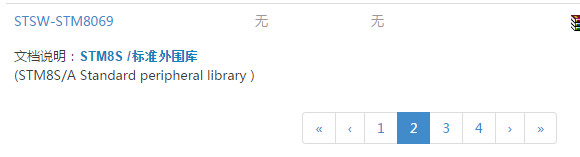 STSW-STM8069 无 无
文档说明：STM8S /标准外围库
(STM8S/A Standard peripheral library )
« ‹ 1 2 3 4 › »